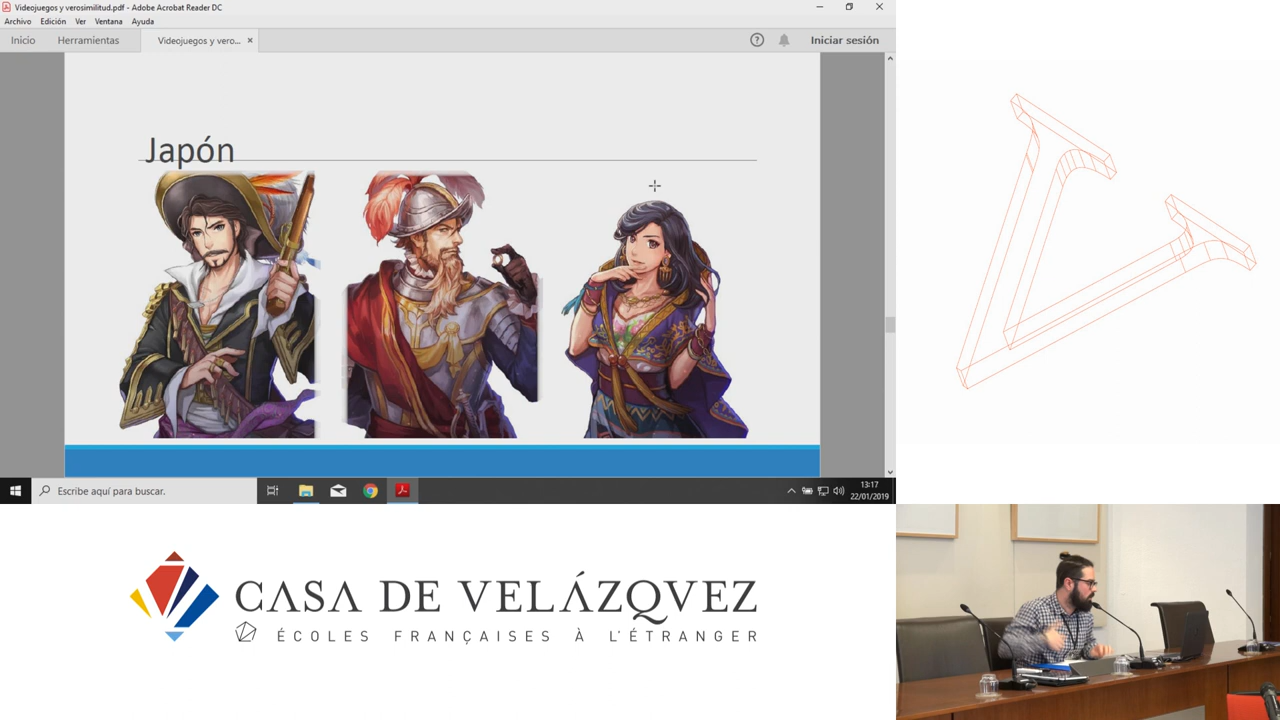 Videojuegos y verosimilitud.pdf - Adobe Acrobat Reader DC
Archivo Edición Ver Ventana Ayuda
Inicio Herramientas Videojuegos y vero... × Iniciar sesión
Japón
Escribe aquí para buscar.
13:17
22/01/2019
CASA DE VELÁZQVEZ
ÉCOLES FRANÇAISES À L'ÉTRANGER